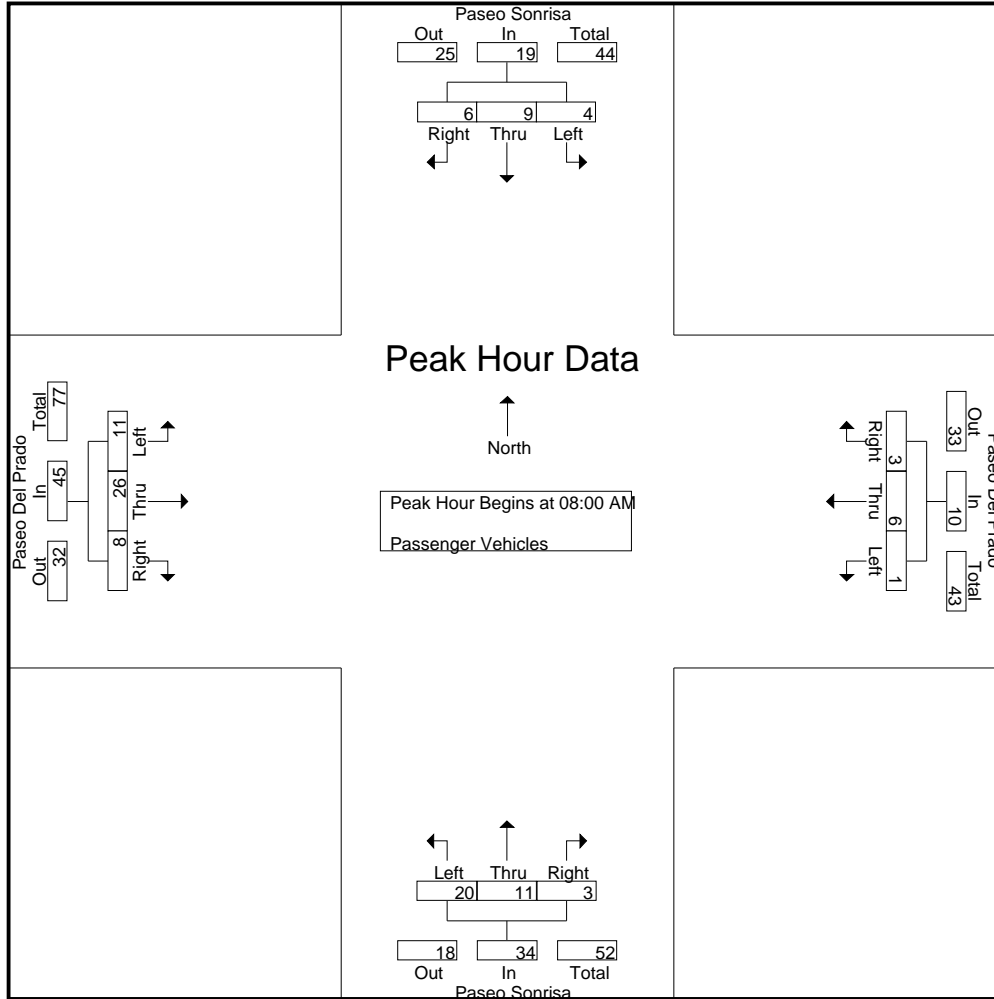 Paseo Sonrisa
Out In Total
25 19 44
6 9 4
Right Thru Left
Peak Hour Data
North
Peak Hour Begins at 08:00 AM
Passenger Vehicles
Paseo Del Prado
Out In Total
32 45 77
11 26 8
Left Thru Right
Paseo Del Prado
Out In Total
33 10 43
3 6 1
Right Thru Left
Left Thru Right
20 11 3
18 34 52
Out In Total
Paseo Sonrisa